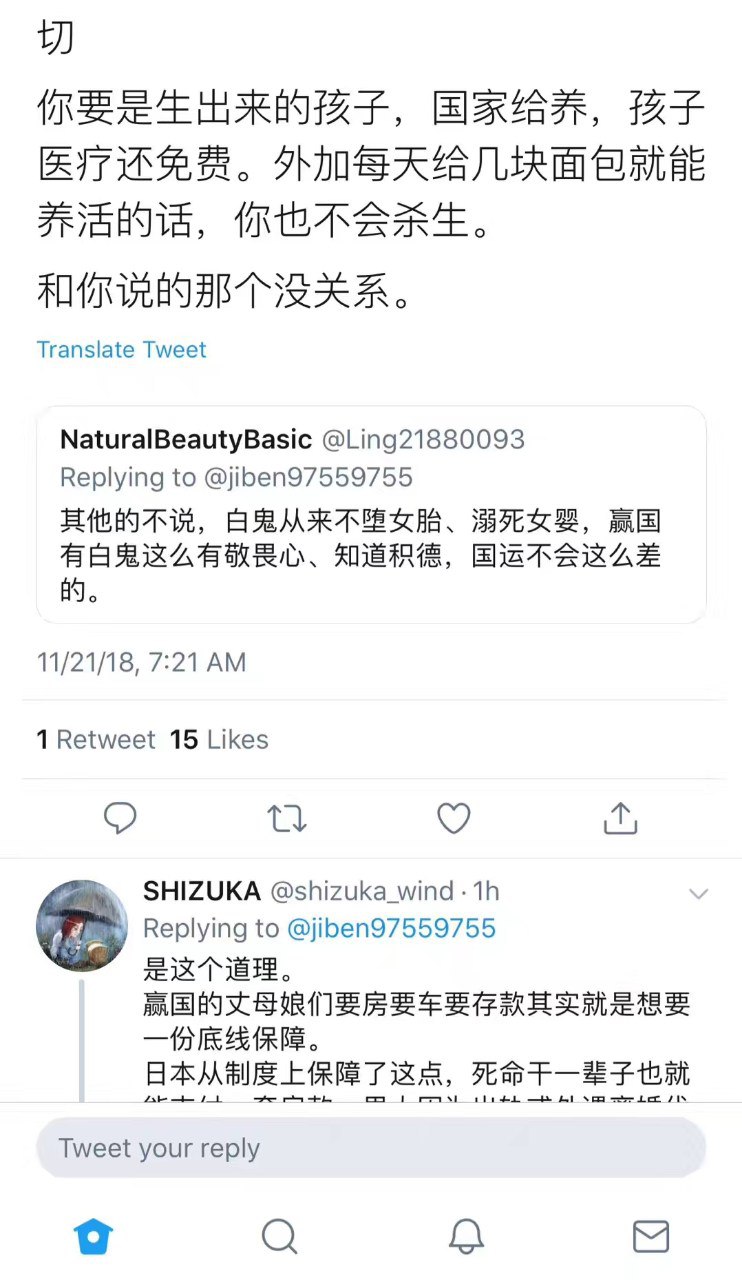 切
你要是生出来的孩子，国家给养，孩子
医疗还免费。外加每天给几块面包就能
养活的话，你也不会杀生。
和你说的那个没关系。
Translate Tweet
NaturalBeautyBasic @Ling21880093
Replying to @jiben97559755
其他的不说，白鬼从来不堕女胎、溺死女婴，赢国
有白鬼这么有敬畏心、知道积德，国运不会这么差
的。
11/21/18, 7:21 AM
1 Retweet 15 Likes
SHIZUKA @shizuka_wind · 1h
Replying to @jiben97559755
是这个道理。
赢国的丈母娘们要房要车要存款其实就是想要
一份底线保障。
日本从制度上保障了这点，死命干一辈子也就
Tweet your reply